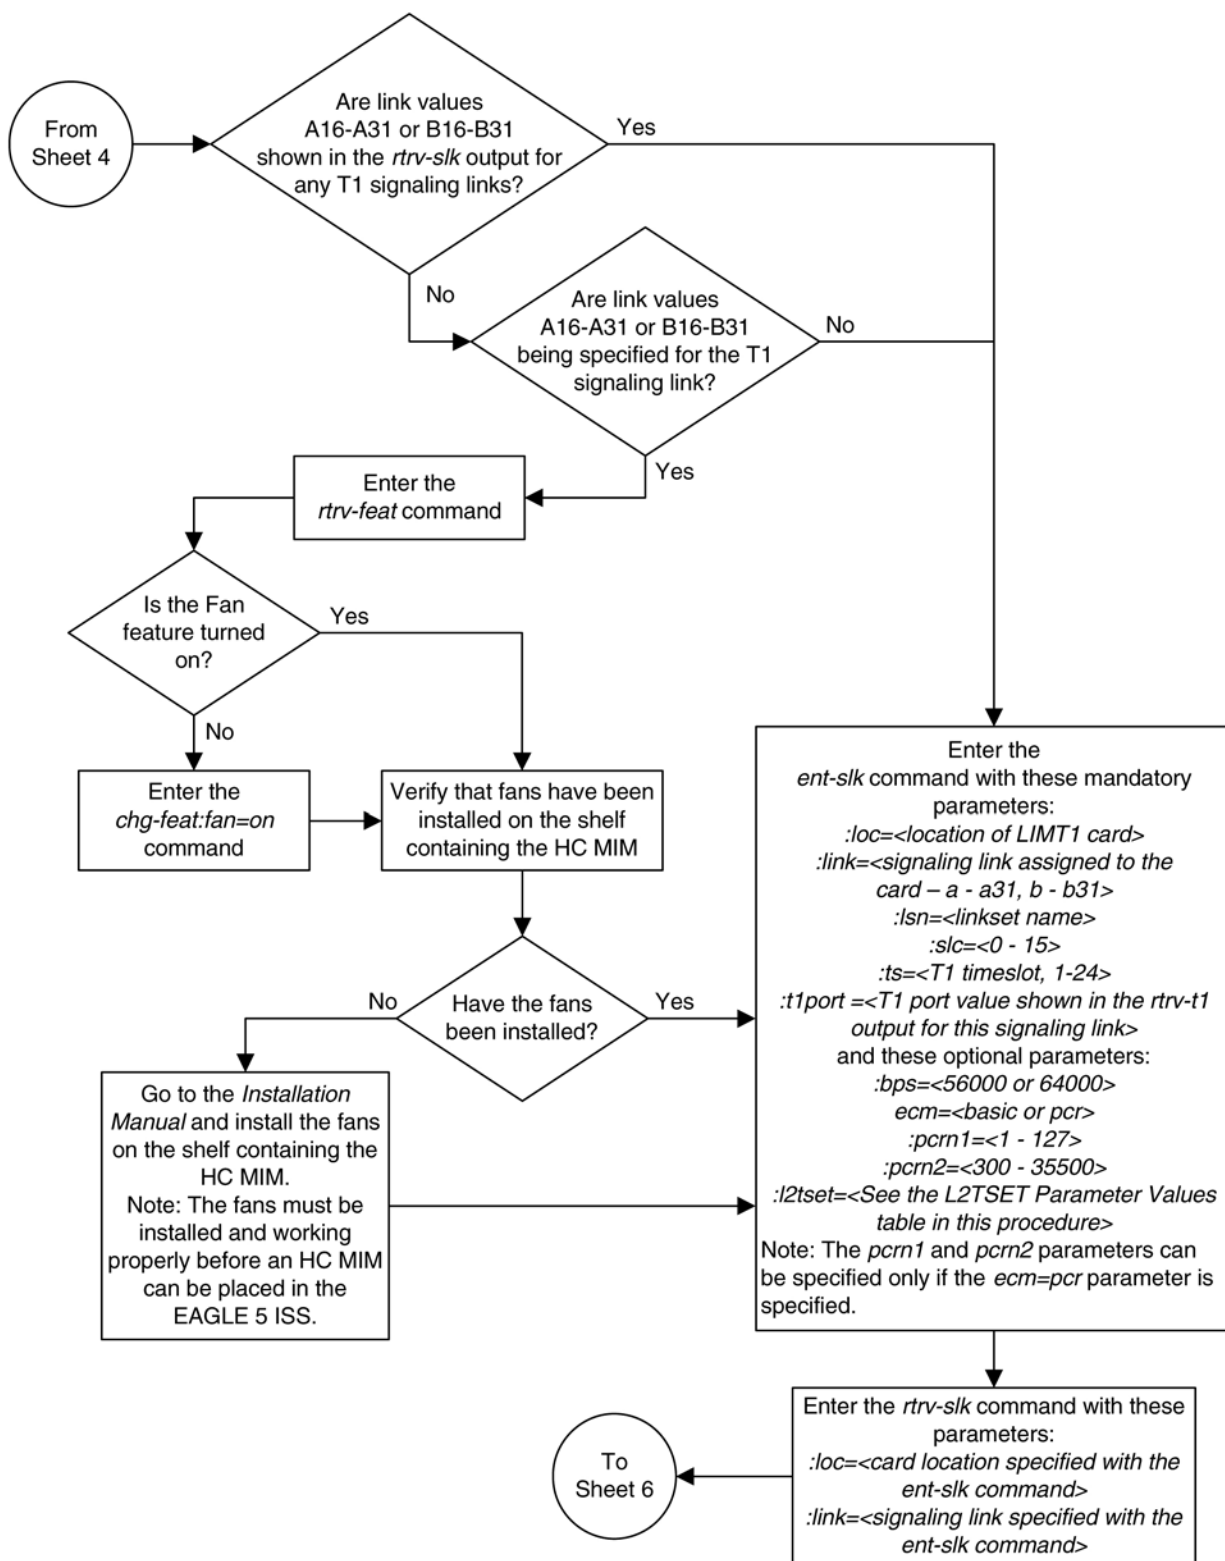 From
Sheet 4
Are link values
A16-A31 or B16-B31
shown in the rtrv-slk output for
any T1 signaling links?
Yes
No
Are link values
A16-A31 or B16-B31
being specified for the T1
signaling link?
No
Yes
Enter the
rtrv-feat command
Is the Fan
feature turned
on?
Yes
No
Enter the
chg-feat:fan=on
command
Verify that fans have been
installed on the shelf
containing the HC MIM
Have the fans
been installed?
No
Yes
Go to the Installation
Manual and install the fans
on the shelf containing the
HC MIM.
Note: The fans must be
installed and working
properly before an HC MIM
can be placed in the
EAGLE 5 ISS.
Enter the
ent-slk command with these mandatory
parameters:
:loc=<location of LIMT1 card>
:link=<signaling link assigned to the
card – a - a31, b - b31>
:lsn=<linkset name>
:slc=<0 - 15>
:ts=<T1 timeslot, 1-24>
:t1port =<T1 port value shown in the rtrv-t1
output for this signaling link>
and these optional parameters:
:bps=<56000 or 64000>
ecm=<basic or pcr>
:pcrn1=<1 - 127>
:pcrn2=<300 - 35500>
:l2tset=<See the L2TSET Parameter Values
table in this procedure>
Note: The pcrn1 and pcrn2 parameters can
be specified only if the ecm=pcr parameter is
specified.
Enter the rtrv-slk command with these
parameters:
:loc=<card location specified with the
ent-slk command>
:link=<signaling link specified with the
ent-slk command>
To
Sheet 6